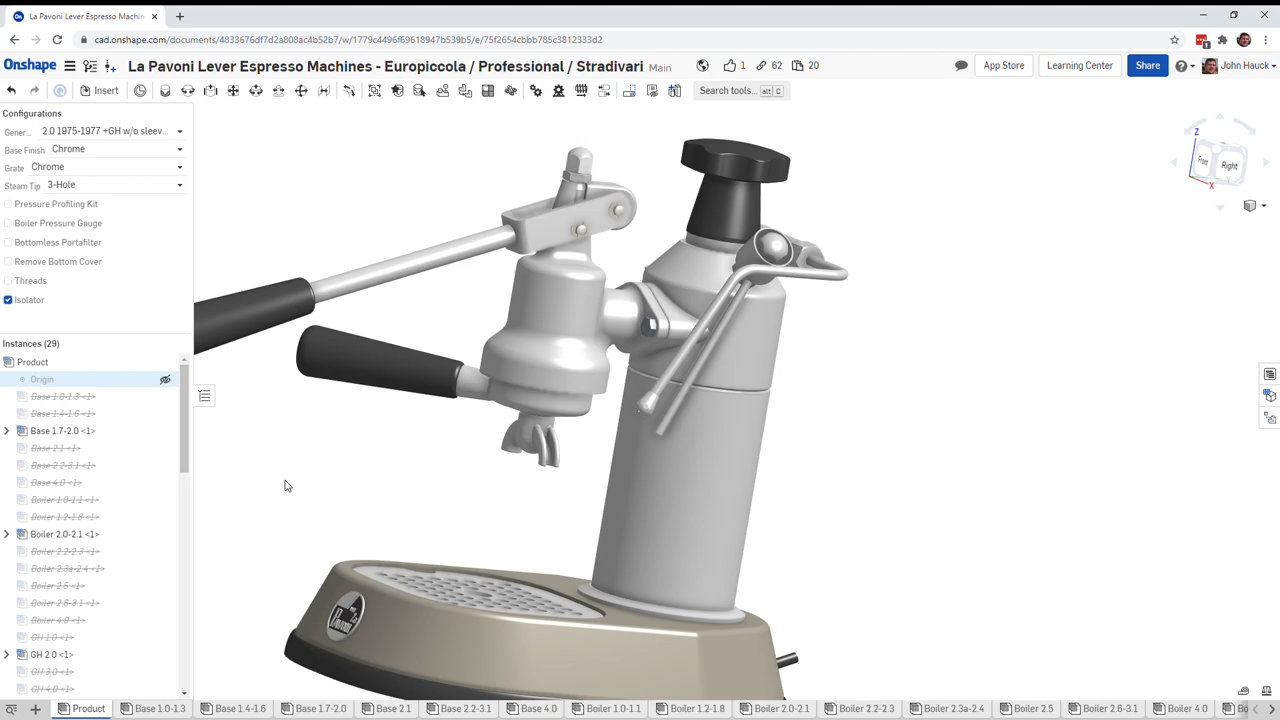 La Pavoni Lever Espresso Machin
cad.onshape.com/documents/4833676df7d2a808ac4b52b7/w/1779c4496f69618947b539b5/e/75f2654cbbb785c3812333d2
Onshape
La Pavoni Lever Espresso Machines - Europiccola / Professional / Stradivari Main
1
62
20
App Store
Learning Center
Share
John Hauck
Insert
Search tools...
alt C
Configurations
Gener...
2.0 1975-1977 +GH w/o sleev...
Base Finish
Chrome
Grate
Chrome
Steam Tip
3-Hole
Pressure Profiling Kit
Boiler Pressure Gauge
Bottomless Portafilter
Remove Bottom Cover
Threads
Isolator
Instances (29)
Product
Origin
Base 1.0-1.3 <1>
Base 1.4-1.6 <1>
Base 1.7-2.0 <1>
Base 2.1 <1>
Base 2.2-3.1 <1>
Base 4.0 <1>
Boiler 1.0-1.1 <1>
Boiler 1.2-1.8 <1>
Boiler 2.0-2.1 <1>
Boiler 2.2-2.3 <1>
Boiler 2.3a-2.4 <1>
Boiler 2.5 <1>
Boiler 2.6-3.1 <1>
Boiler 4.0 <1>
GH 1.0 <1>
GH 2.0 <1>
GH 3.0 <1>
GH 4.0 <1>
Z
Front
Right
X
Product
Base 1.0-1.3
Base 1.4-1.6
Base 1.7-2.0
Base 2.1
Base 2.2-3.1
Base 4.0
Boiler 1.0-1.1
Boiler 1.2-1.8
Boiler 2.0-2.1
Boiler 2.2-2.3
Boiler 2.3a-2.4
Boiler 2.5
Boiler 2.6-3.1
Boiler 4.0
Bo